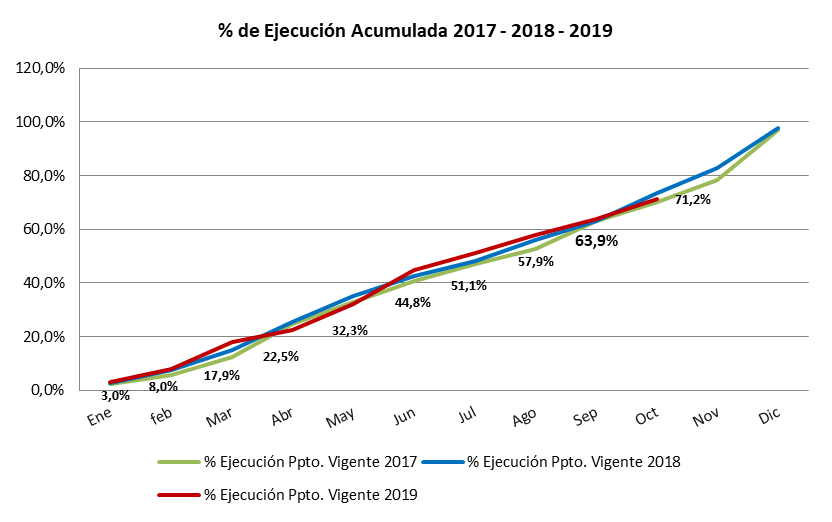 % de Ejecución Acumulada 2017 - 2018 - 2019
120,0%
100,0%
80,0%
60,0%
40,0%
20,0%
0,0%
3,0%
8,0%
17,9%
22,5%
32,3%
44,8%
51,1%
57,9%
63,9%
71,2%
Ene
feb
Mar
Abr
May
Jun
Jul
Ago
Sep
Oct
Nov
Dic
% Ejecución Ppto. Vigente 2017
% Ejecución Ppto. Vigente 2018
% Ejecución Ppto. Vigente 2019